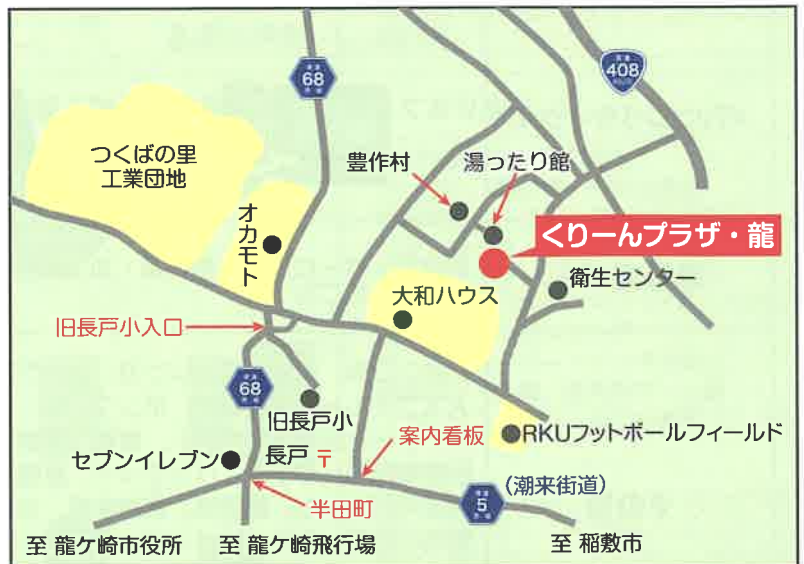 68
408
つくばの里
工業団地
豊作村
湯ったり館
オカモト
くりーんプラザ・龍
衛生センター
大和ハウス
旧長戸小入口
68
旧長戸小
案内看板
RKUフットボールフィールド
セブンイレブン
長戸 〒
半田町
5
(潮来街道)
至 龍ケ崎市役所
至 龍ケ崎飛行場
至 稲敷市